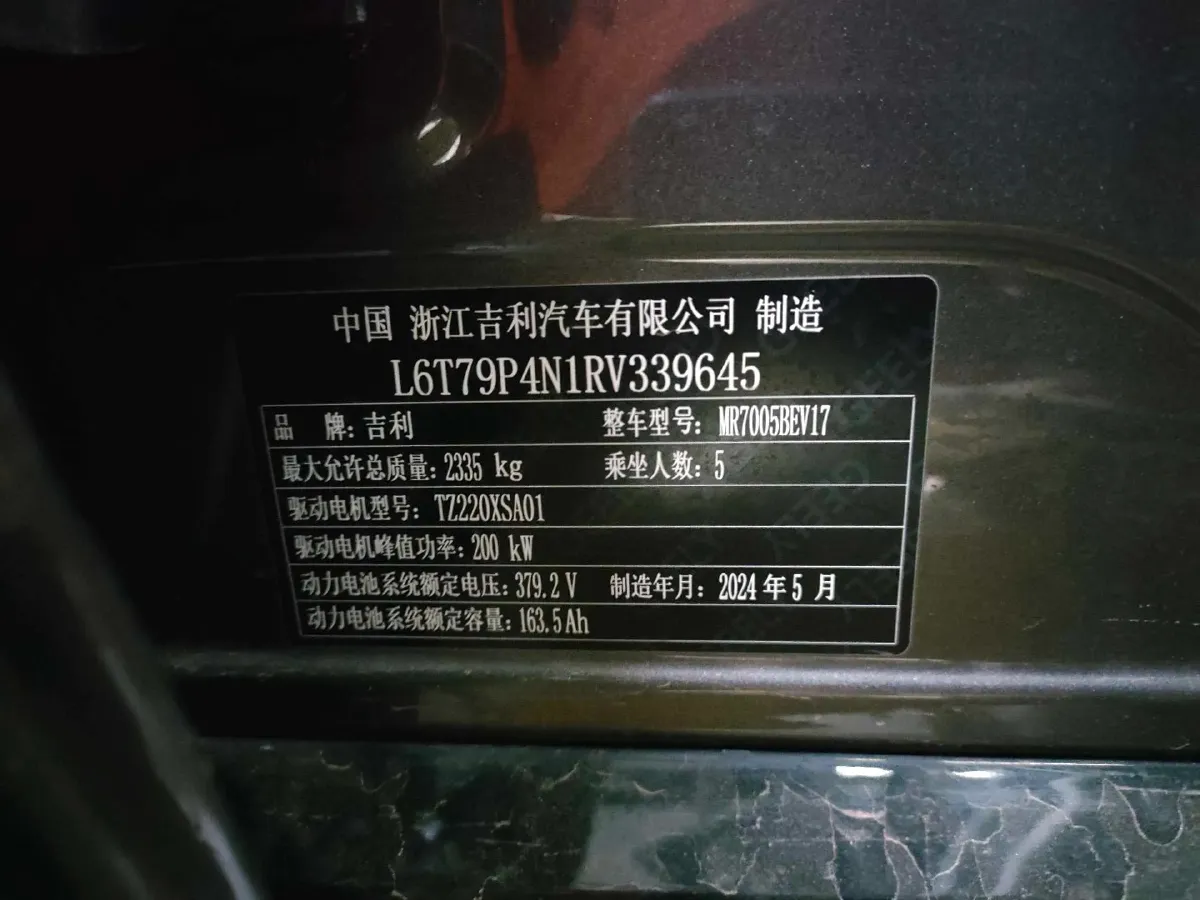 中国 浙江吉利汽车有限公司 制造
L6T79P4N1RV339645
品 牌: 吉利 整车型号: MR7005BEV17
最大允许总质量: 2335 kg 乘坐人数: 5
驱动电机型号: TZ220XSA01
驱动电机峰值功率: 200 kW
动力电池系统额定电压: 379.2 V 制造年月: 2024 年 5 月
动力电池系统额定容量: 163.5 Ah